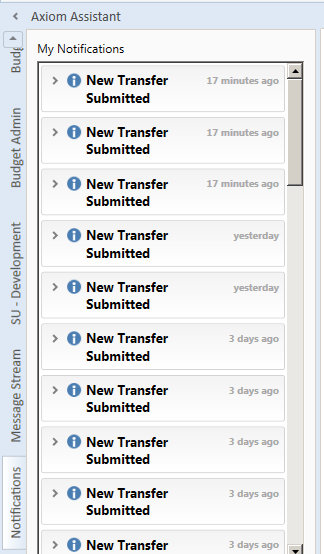 Axiom Assistant
My Notifications
New Transfer Submitted 17 minutes ago
New Transfer Submitted 17 minutes ago
New Transfer Submitted 17 minutes ago
New Transfer Submitted yesterday
New Transfer Submitted yesterday
New Transfer Submitted 3 days ago
New Transfer Submitted 3 days ago
New Transfer Submitted 3 days ago
New Transfer Submitted 3 days ago
New Transfer 3 days ago
Budget Admin
SU - Development
Message Stream
Notifications